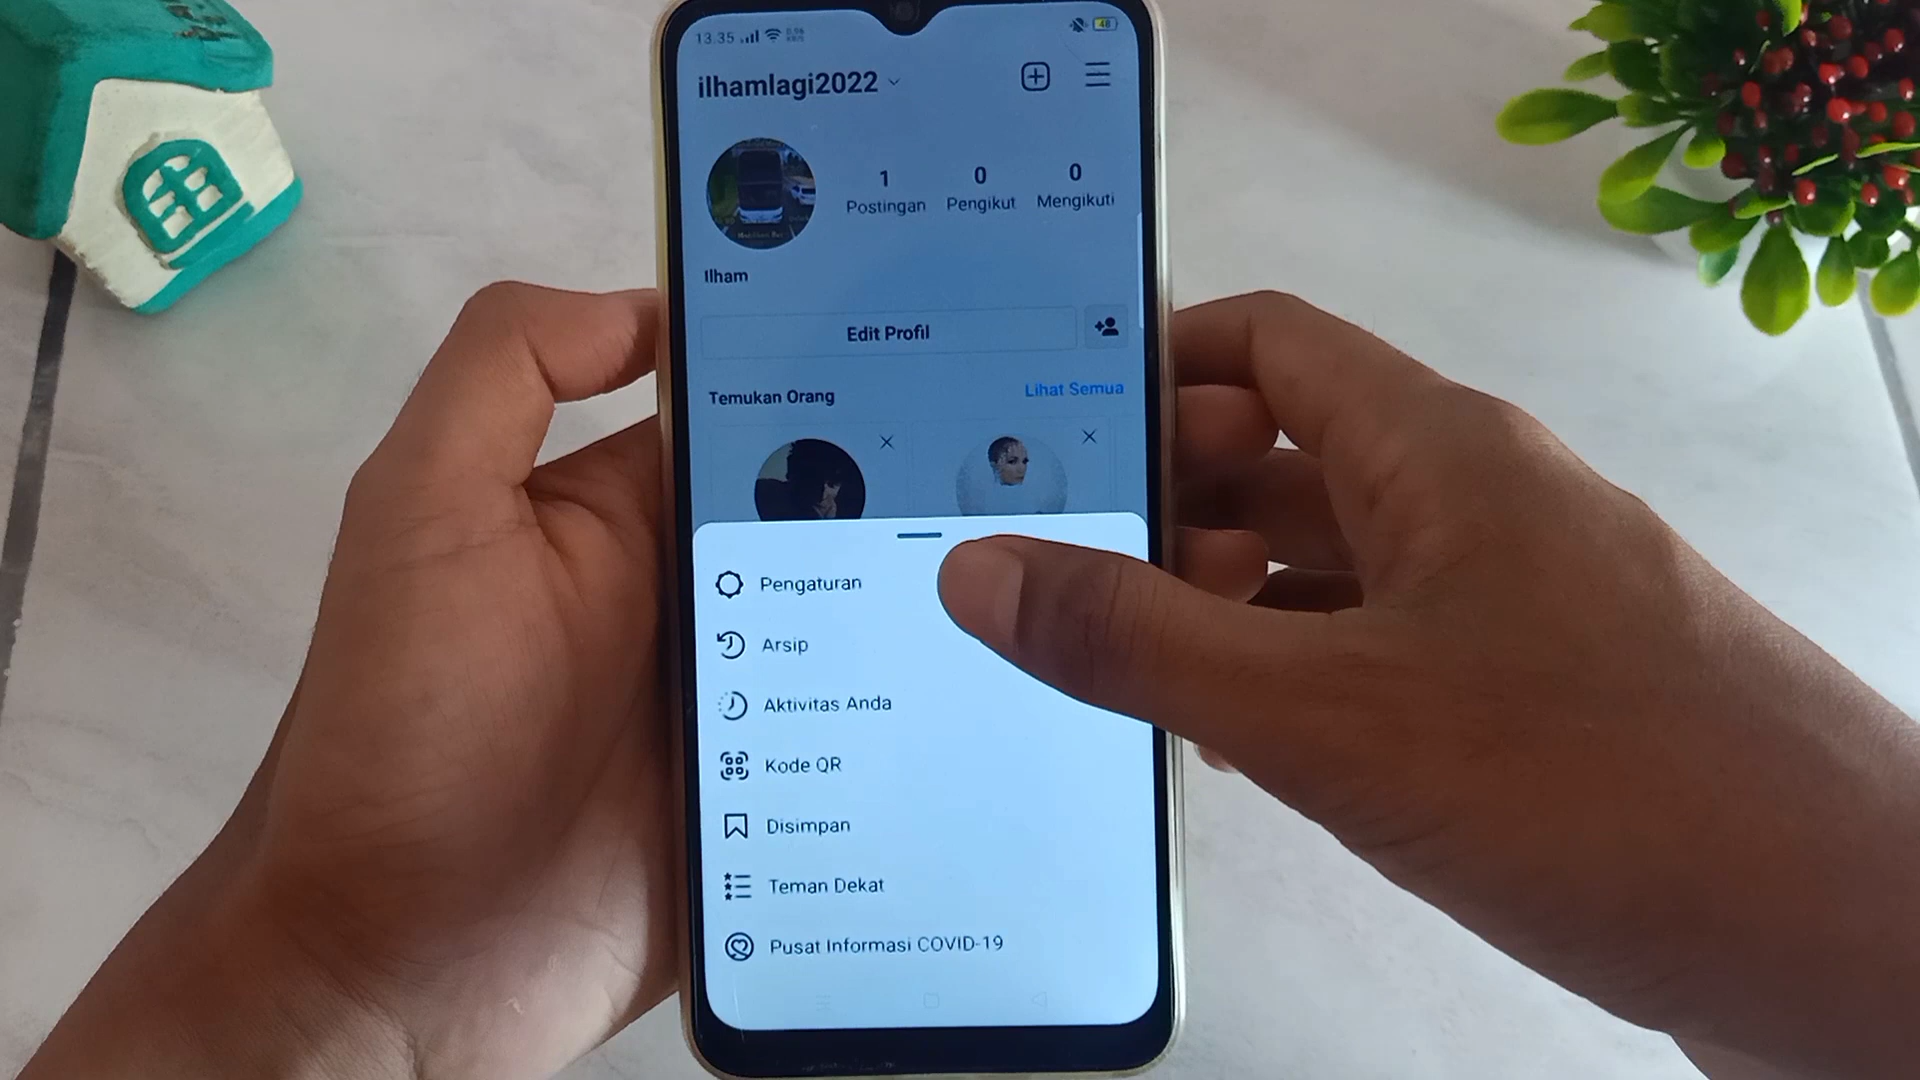 13.35
48
ilhamlagi2022
1 0 0
Postingan Pengikut Mengikuti
Ilham
Edit Profil
Temukan Orang Lihat Semua
Pengaturan
Arsip
Aktivitas Anda
Kode QR
Disimpan
Teman Dekat
Pusat Informasi COVID-19